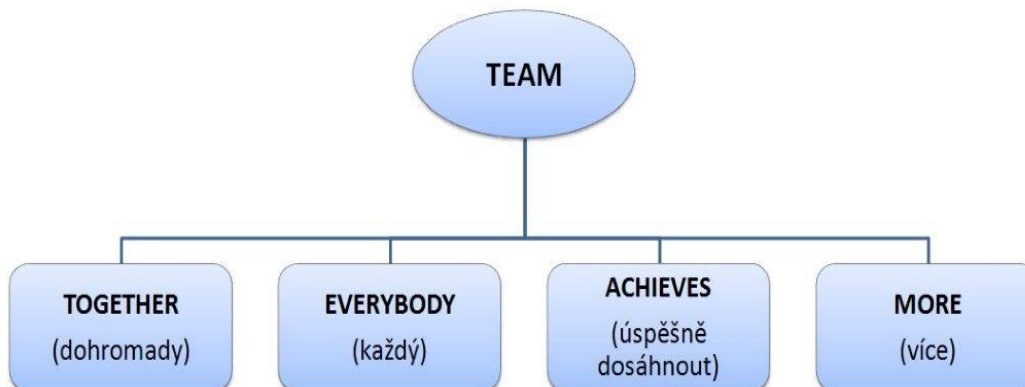 TEAM
TOGETHER
(dohromady)
EVERYBODY
(každý)
ACHIEVES
(úspěšně
dosáhnout)
MORE
(více)